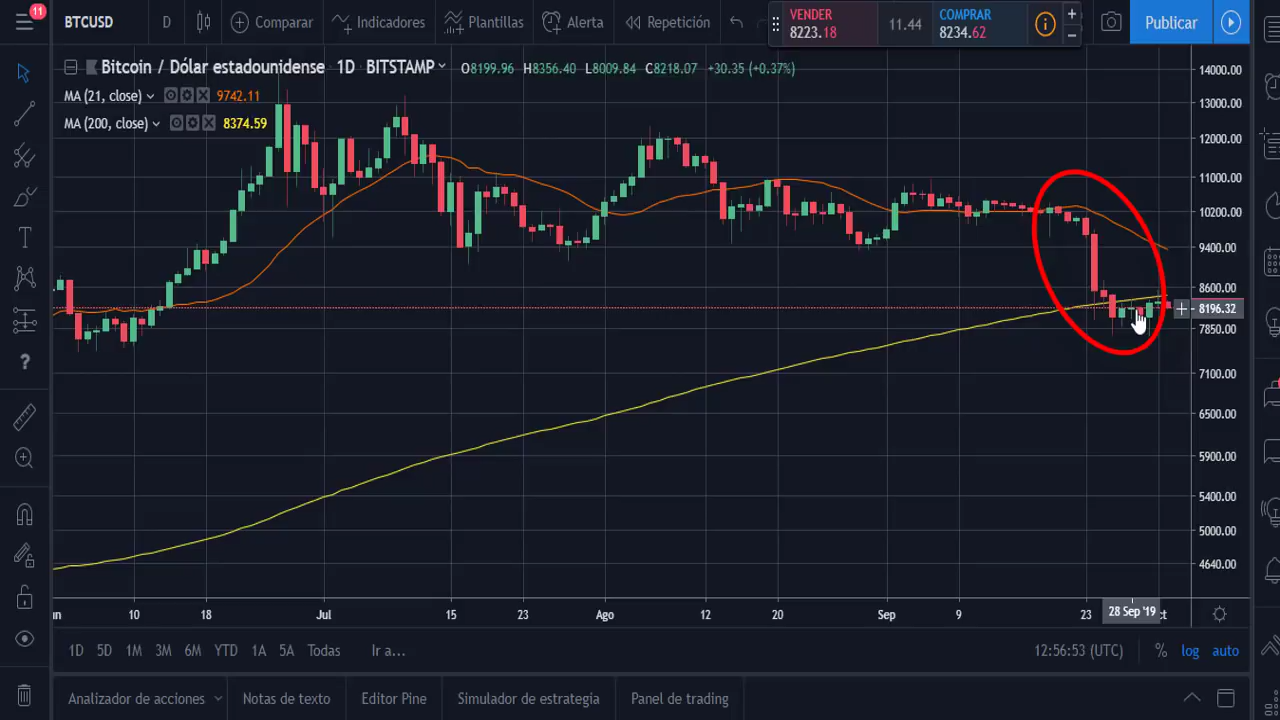 11
BTCUSD
D
Comparar
Indicadores
Plantillas
Alerta
Repetición
VENDER
8223.18
11.44
COMPRAR
8234.62
Publicar
Bitcoin / Dólar estadounidense 1D BITSTAMP
O8199.96 H8356.40 L8009.84 C8218.07 +30.35 (+0.37%)
MA (21, close) 9742.11
MA (200, close) 8374.59
14000.00
13000.00
12000.00
11000.00
10200.00
9400.00
8600.00
8196.32
7850.00
7100.00
6500.00
5900.00
5400.00
5000.00
4640.00
un 10 18 Jul 15 23 Ago 12 20 Sep 9 23 28 Sep '19 ct
1D 5D 1M 3M 6M YTD 1A 5A Todas Ir a... 12:56:53 (UTC) % log auto
Analizador de acciones Notas de texto Editor Pine Simulador de estrategia Panel de trading